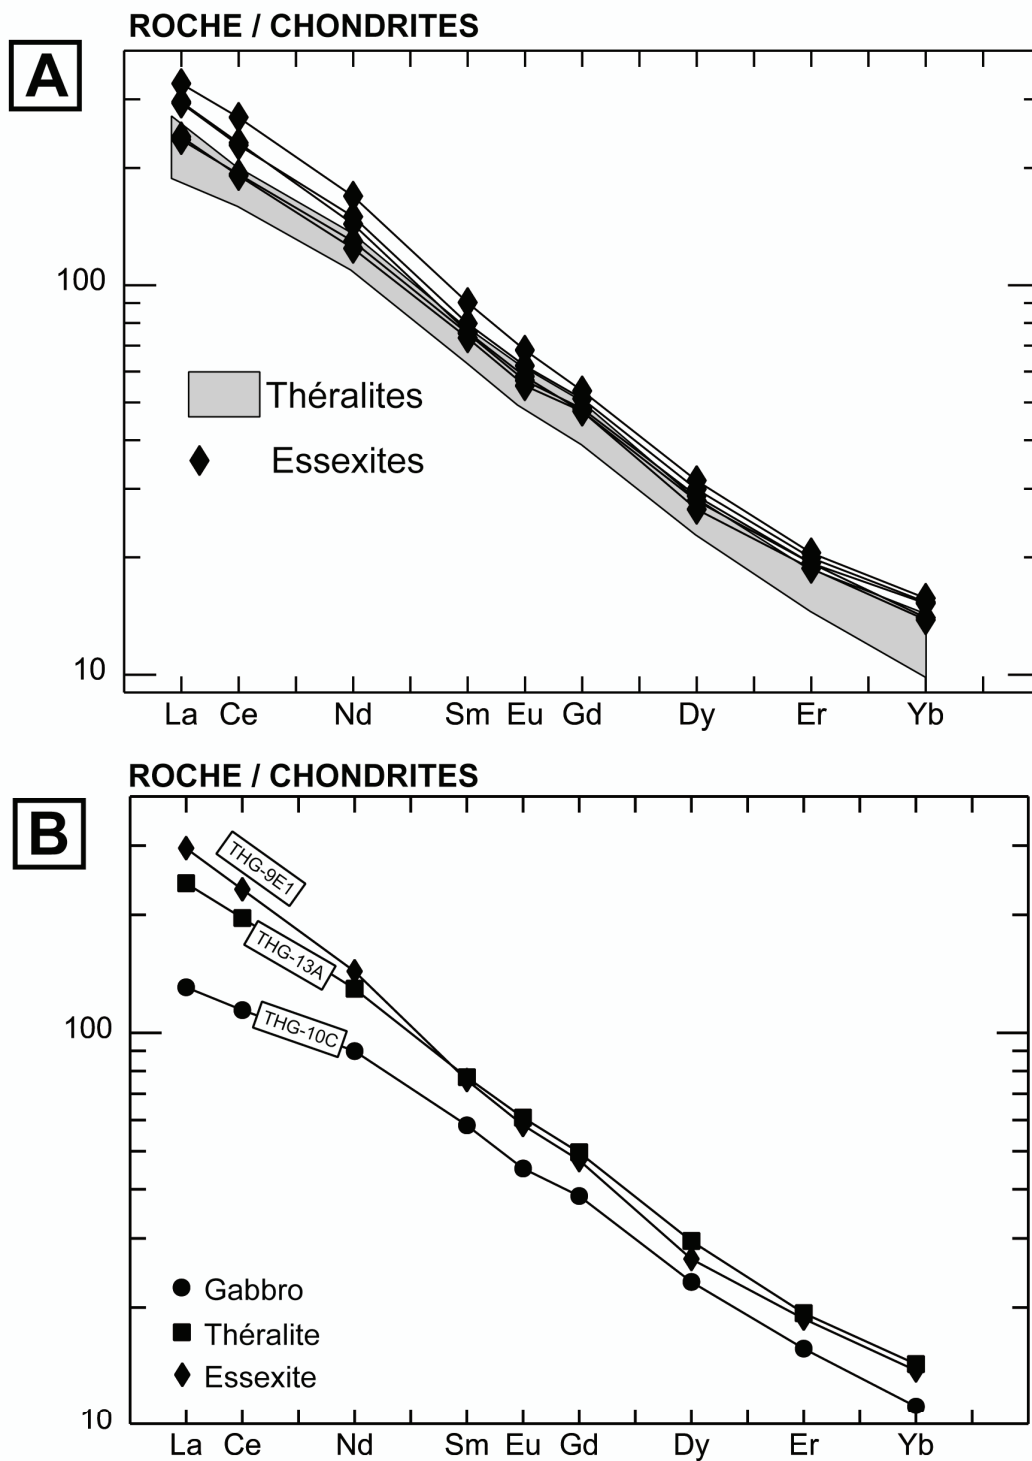 ROCHE / CHONDRITES
A
100
Théralites
Essexites
10
La Ce Nd Sm Eu Gd Dy Er Yb
ROCHE / CHONDRITES
B
THG-9E1
THG-13A
100
THG-10C
Gabbro
Théralite
Essexite
10
La Ce Nd Sm Eu Gd Dy Er Yb